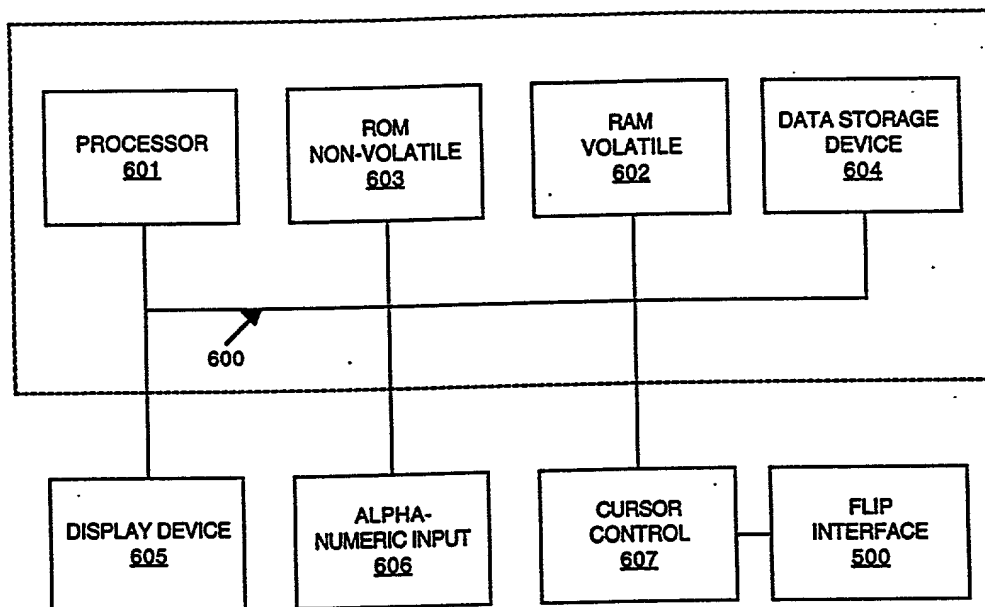 PROCESSOR
601
ROM
NON-VOLATILE
603
RAM
VOLATILE
602
DATA STORAGE
DEVICE
604
600
DISPLAY DEVICE
605
ALPHA-
NUMERIC INPUT
606
CURSOR
CONTROL
607
FLIP
INTERFACE
500